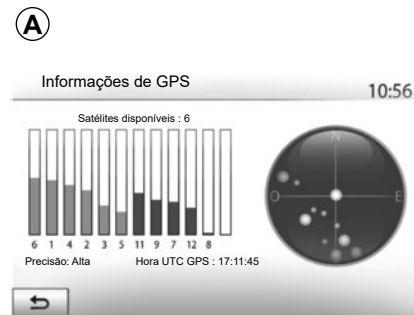 A
Informações de GPS
10:56
Satélites disponíveis : 6
N
O
E
6 1 4 2 3 5 11 9 7 12 8
Precisão: Alta
Hora UTC GPS : 17:11:45